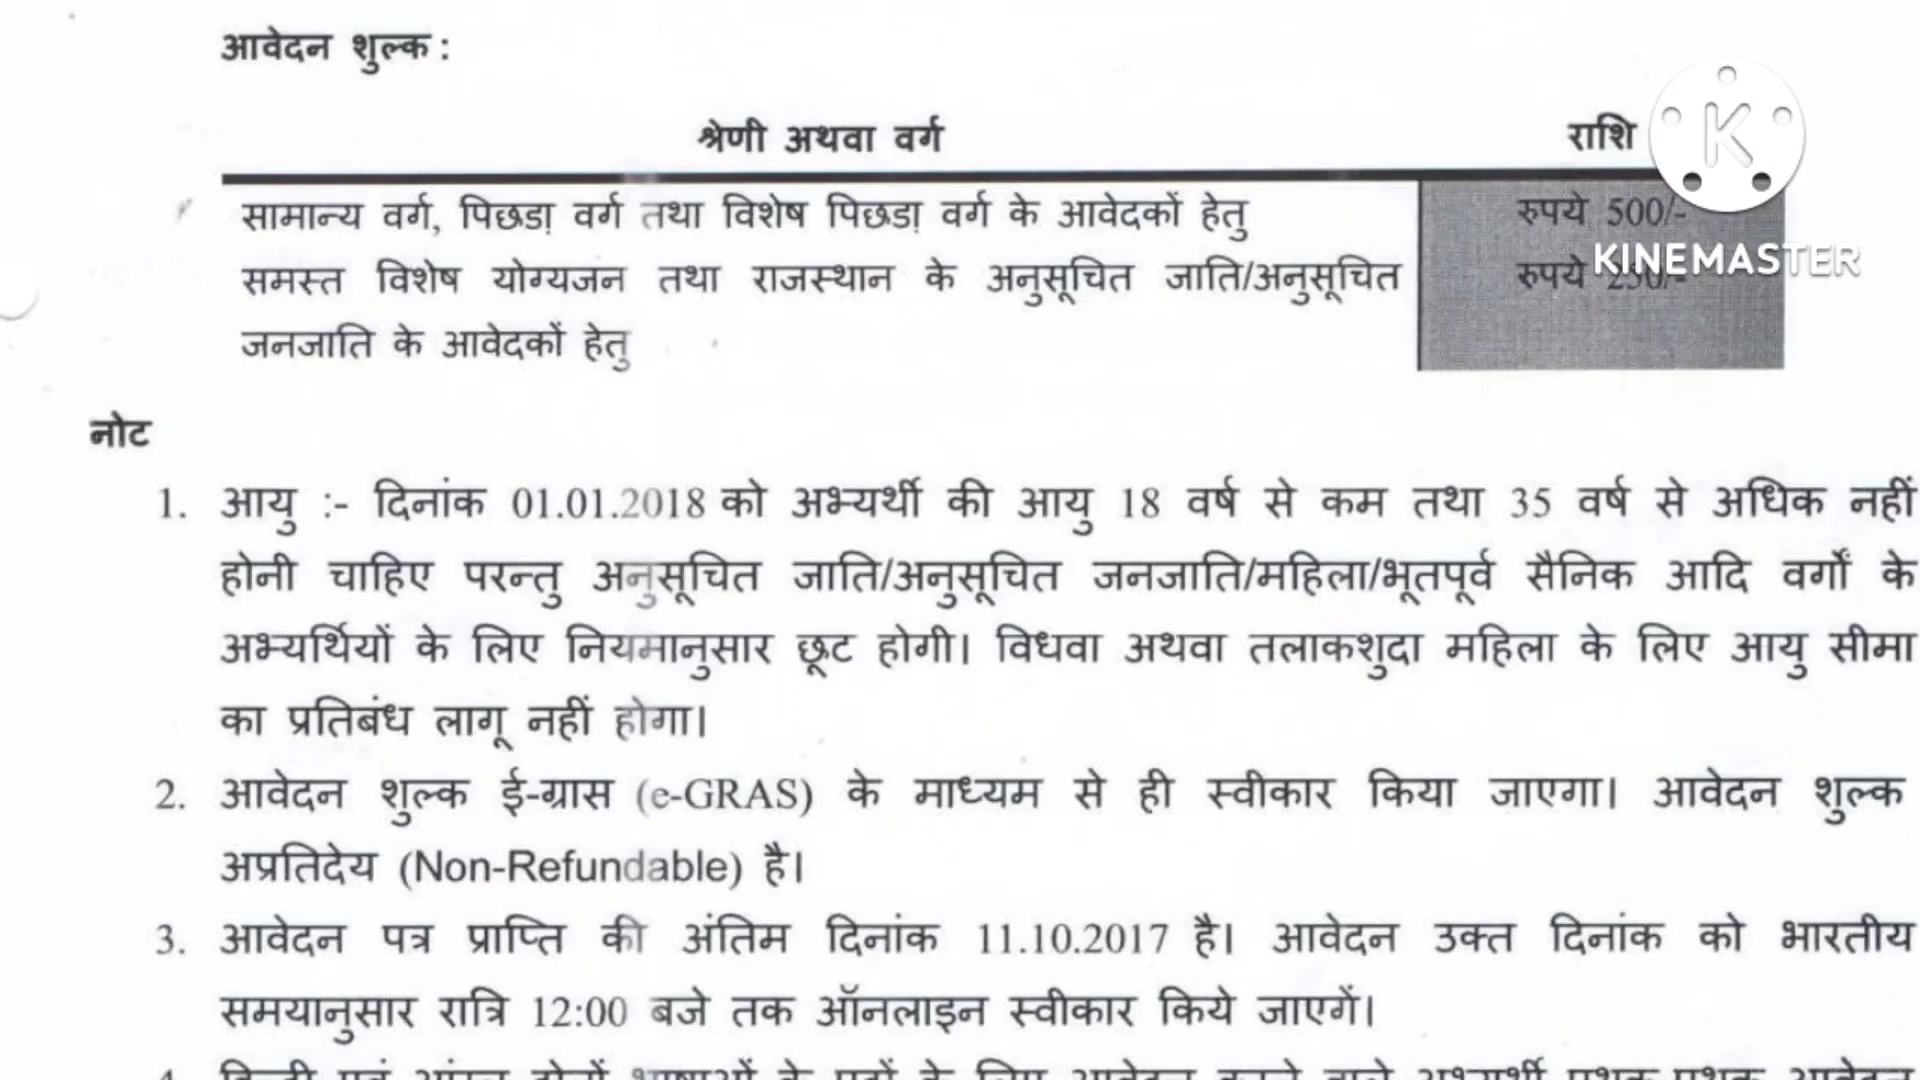 आवेदन शुल्क :
श्रेणी अथवा वर्ग राशि
सामान्य वर्ग, पिछडा़ वर्ग तथा विशेष पिछडा़ वर्ग के आवेदकों हेतु रुपये 500/-
समस्त विशेष योग्यजन तथा राजस्थान के अनुसूचित जाति/अनुसूचित रुपये 250/-
जनजाति के आवेदकों हेतु
K
KINEMASTER
नोट
1. आयु :- दिनांक 01.01.2018 को अभ्यर्थी की आयु 18 वर्ष से कम तथा 35 वर्ष से अधिक नहीं
होनी चाहिए परन्तु अनुसूचित जाति/अनुसूचित जनजाति/महिला/भूतपूर्व सैनिक आदि वर्गों के
अभ्यर्थियों के लिए नियमानुसार छूट होगी। विधवा अथवा तलाकशुदा महिला के लिए आयु सीमा
का प्रतिबंध लागू नहीं होगा।
2. आवेदन शुल्क ई-ग्रास (e-GRAS) के माध्यम से ही स्वीकार किया जाएगा। आवेदन शुल्क
अप्रतिदेय (Non-Refundable) है।
3. आवेदन पत्र प्राप्ति की अंतिम दिनांक 11.10.2017 है। आवेदन उक्त दिनांक को भारतीय
समयानुसार रात्रि 12:00 बजे तक ऑनलाइन स्वीकार किये जाएगें।